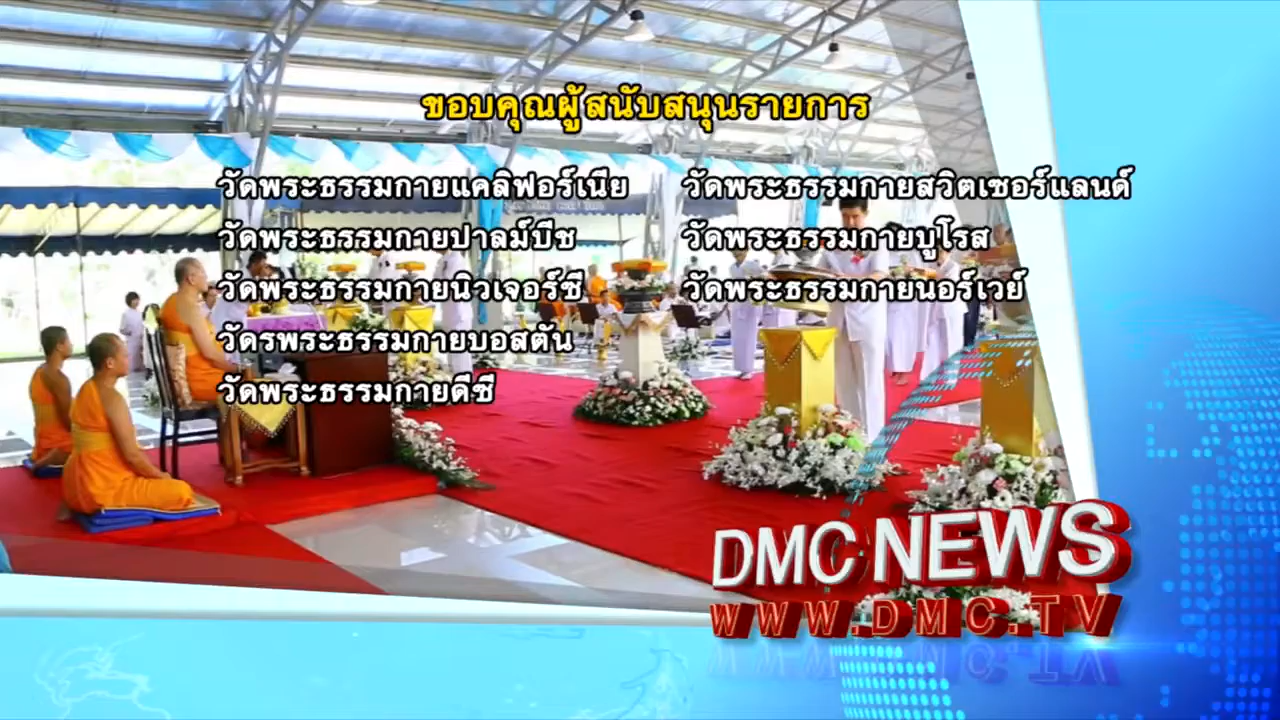 ขอบคุณผู้สนับสนุนรายการ
วัดพระธรรมกายแคลิฟอร์เนีย
วัดพระธรรมกายปาลม์บีช
วัดพระธรรมกายนิวเจอร์ซี
วัดรพระธรรมกายบอสตัน
วัดพระธรรมกายดีซี
วัดพระธรรมกายสวิตเซอร์แลนด์
วัดพระธรรมกายบูโรส
วัดพระธรรมกายนอร์เวย์
DMC NEWS
WWW.DMC.TV